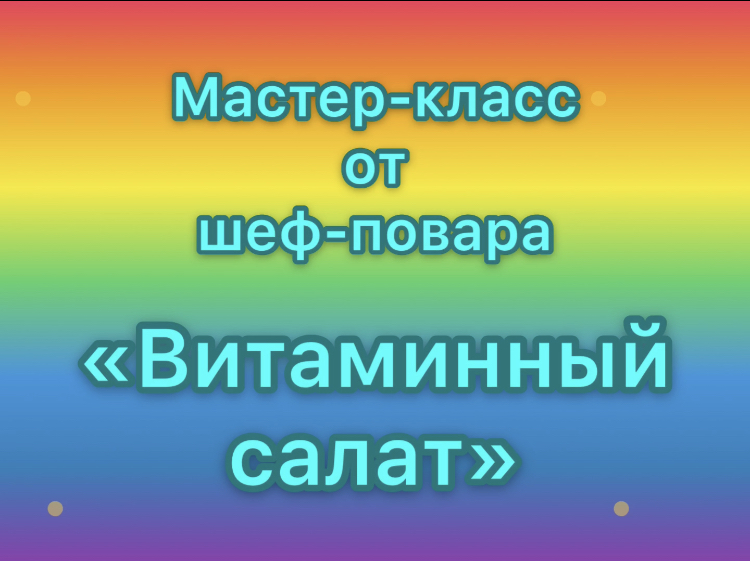 Мастер-класс
от
шеф-повара
«Витаминный
салат»